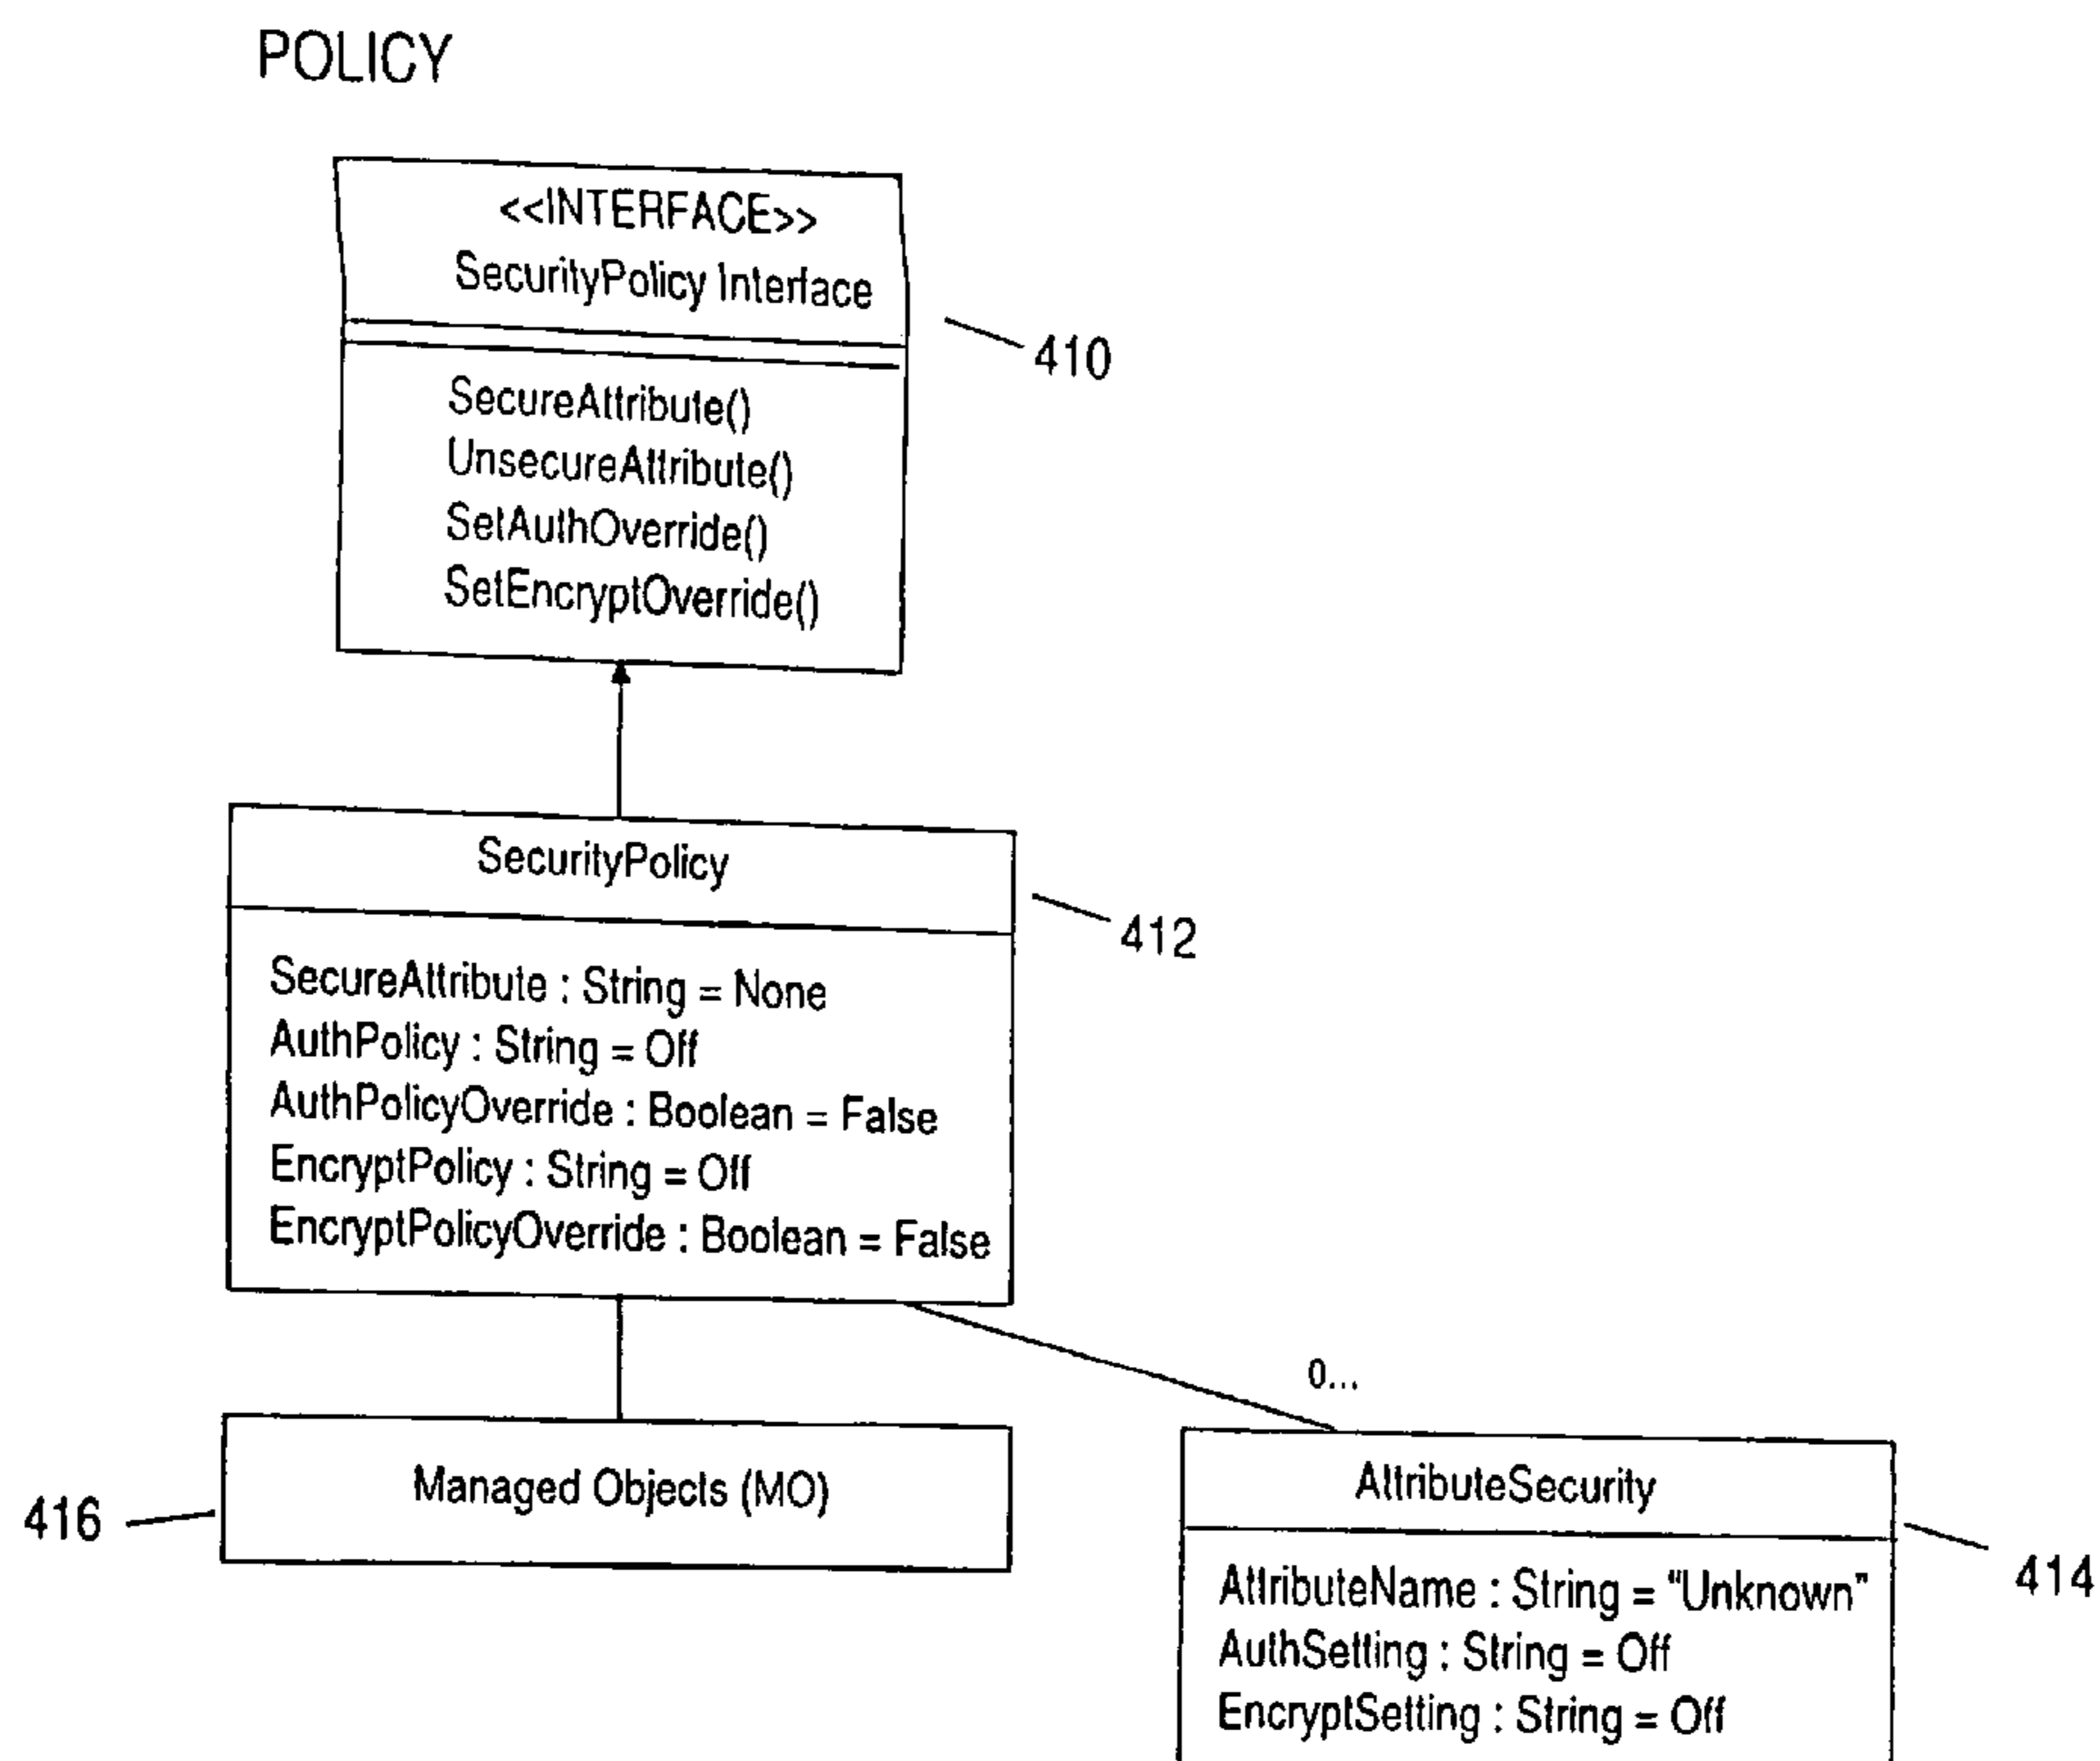 POLICY
<<INTERFACE>>
SecurityPolicy Interface
410
SecureAttribute()
UnsecureAttribute()
SetAuthOverride()
SetEncryptOverride()
SecurityPolicy
412
SecureAttribute : String = None
AuthPolicy : String = Off
AuthPolicyOverride : Boolean = False
EncryptPolicy : String = Off
EncryptPolicyOverride : Boolean = False
0...
Managed Objects (MO)
416
AttributeSecurity
414
AttributeName : String = “Unknown”
AuthSetting : String = Off
EncryptSetting : String = Off